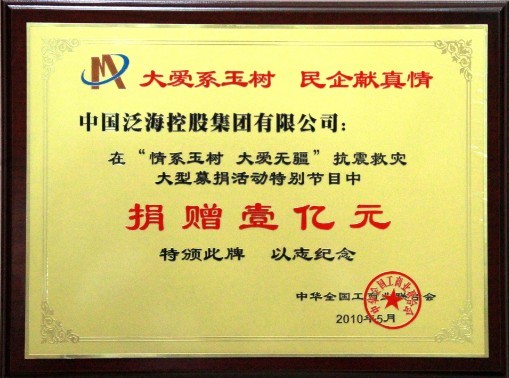 大爱系玉树 民企献真情
中国泛海控股集团有限公司：
在“情系玉树 大爱无疆”抗震救灾
大型募捐活动特别节目中
捐赠壹亿元
特颁此牌 以志纪念
中华全国工商业联合会
2010年5月